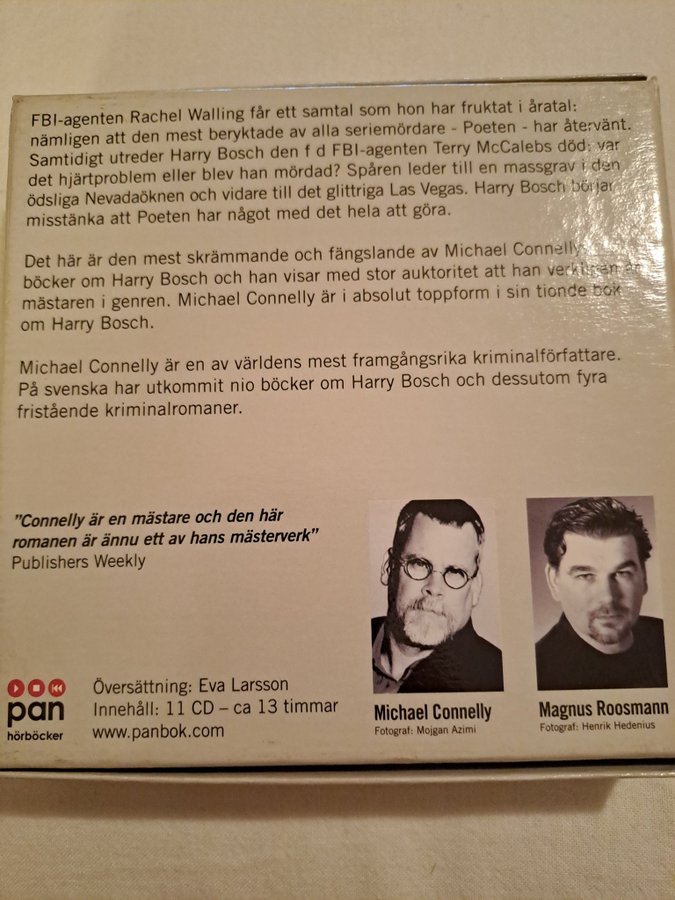 FBI-agenten Rachel Walling får ett samtal som hon har fruktat i åratal:
nämligen att den mest beryktade av alla seriemördare - Poeten - har återvänt.
Samtidigt utreder Harry Bosch den f d FBI-agenten Terry McCalebs död: var
det hjärtproblem eller blev han mördad? Spåren leder till en massgrav i den
ödsliga Nevadaöknen och vidare till det glittriga Las Vegas. Harry Bosch börjar
misstänka att Poeten har något med det hela att göra.
Det här är den mest skrämmande och fängslande av Michael Connellys
böcker om Harry Bosch och han visar med stor auktoritet att han verkligen är
mästaren i genren. Michael Connelly är i absolut toppform i sin tionde bok
om Harry Bosch.
Michael Connelly är en av världens mest framgångsrika kriminalförfattare.
På svenska har utkommit nio böcker om Harry Bosch och dessutom fyra
fristående kriminalromaner.
"Connelly är en mästare och den här
romanen är ännu ett av hans mästerverk"
Publishers Weekly
pan
hörböcker
Översättning: Eva Larsson
Innehåll: 11 CD – ca 13 timmar
www.panbok.com
Michael Connelly
Fotograf: Mojgan Azimi
Magnus Roosmann
Fotograf: Henrik Hedenius